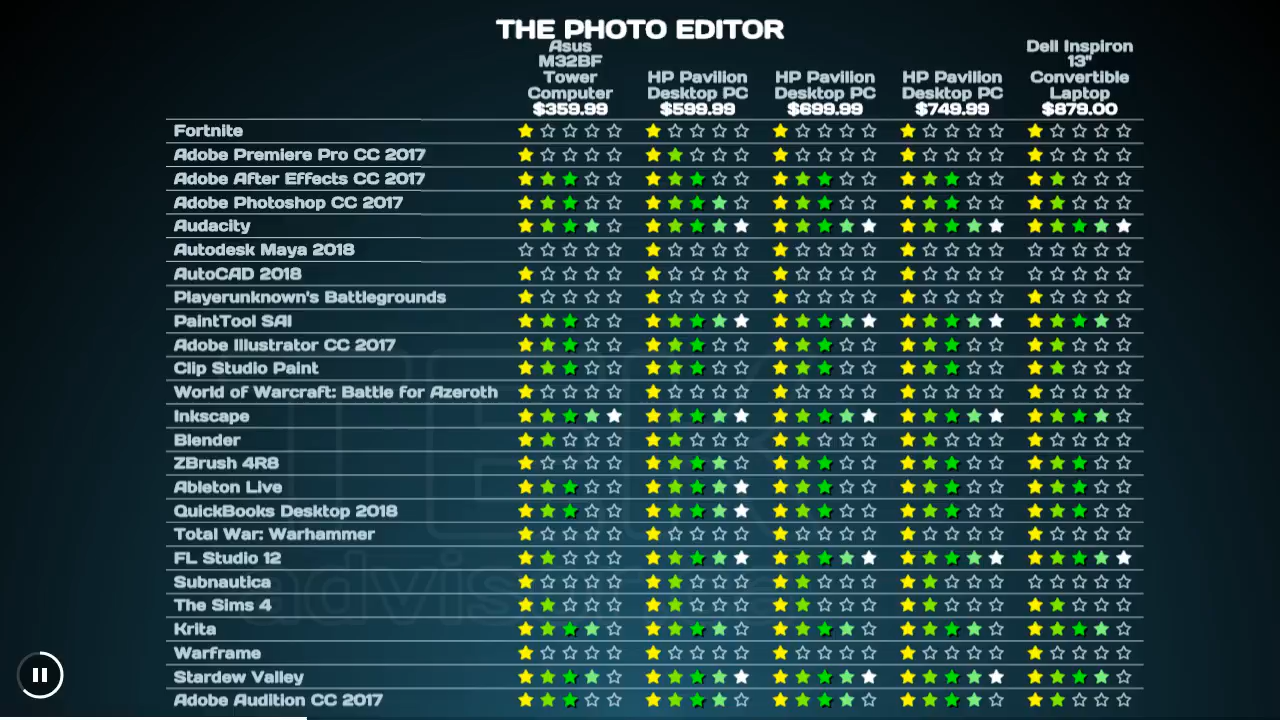 THE PHOTO EDITOR
Asus
M32BF
Tower
Computer
$359.99
HP Pavilion
Desktop PC
$599.99
HP Pavilion
Desktop PC
$699.99
HP Pavilion
Desktop PC
$749.99
Dell Inspiron
13"
Convertible
Laptop
$879.00
Fortnite
Adobe Premiere Pro CC 2017
Adobe After Effects CC 2017
Adobe Photoshop CC 2017
Audacity
Autodesk Maya 2018
AutoCAD 2018
Playerunknown's Battlegrounds
PaintTool SAI
Adobe Illustrator CC 2017
Clip Studio Paint
World of Warcraft: Battle for Azeroth
Inkscape
Blender
ZBrush 4R8
Ableton Live
QuickBooks Desktop 2018
Total War: Warhammer
FL Studio 12
Subnautica
The Sims 4
Krita
Warframe
Stardew Valley
Adobe Audition CC 2017